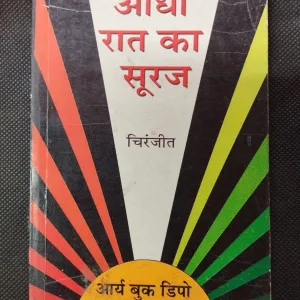 आधी
रात का
सूरज
चिरंजीत
आर्य बुक डिपो